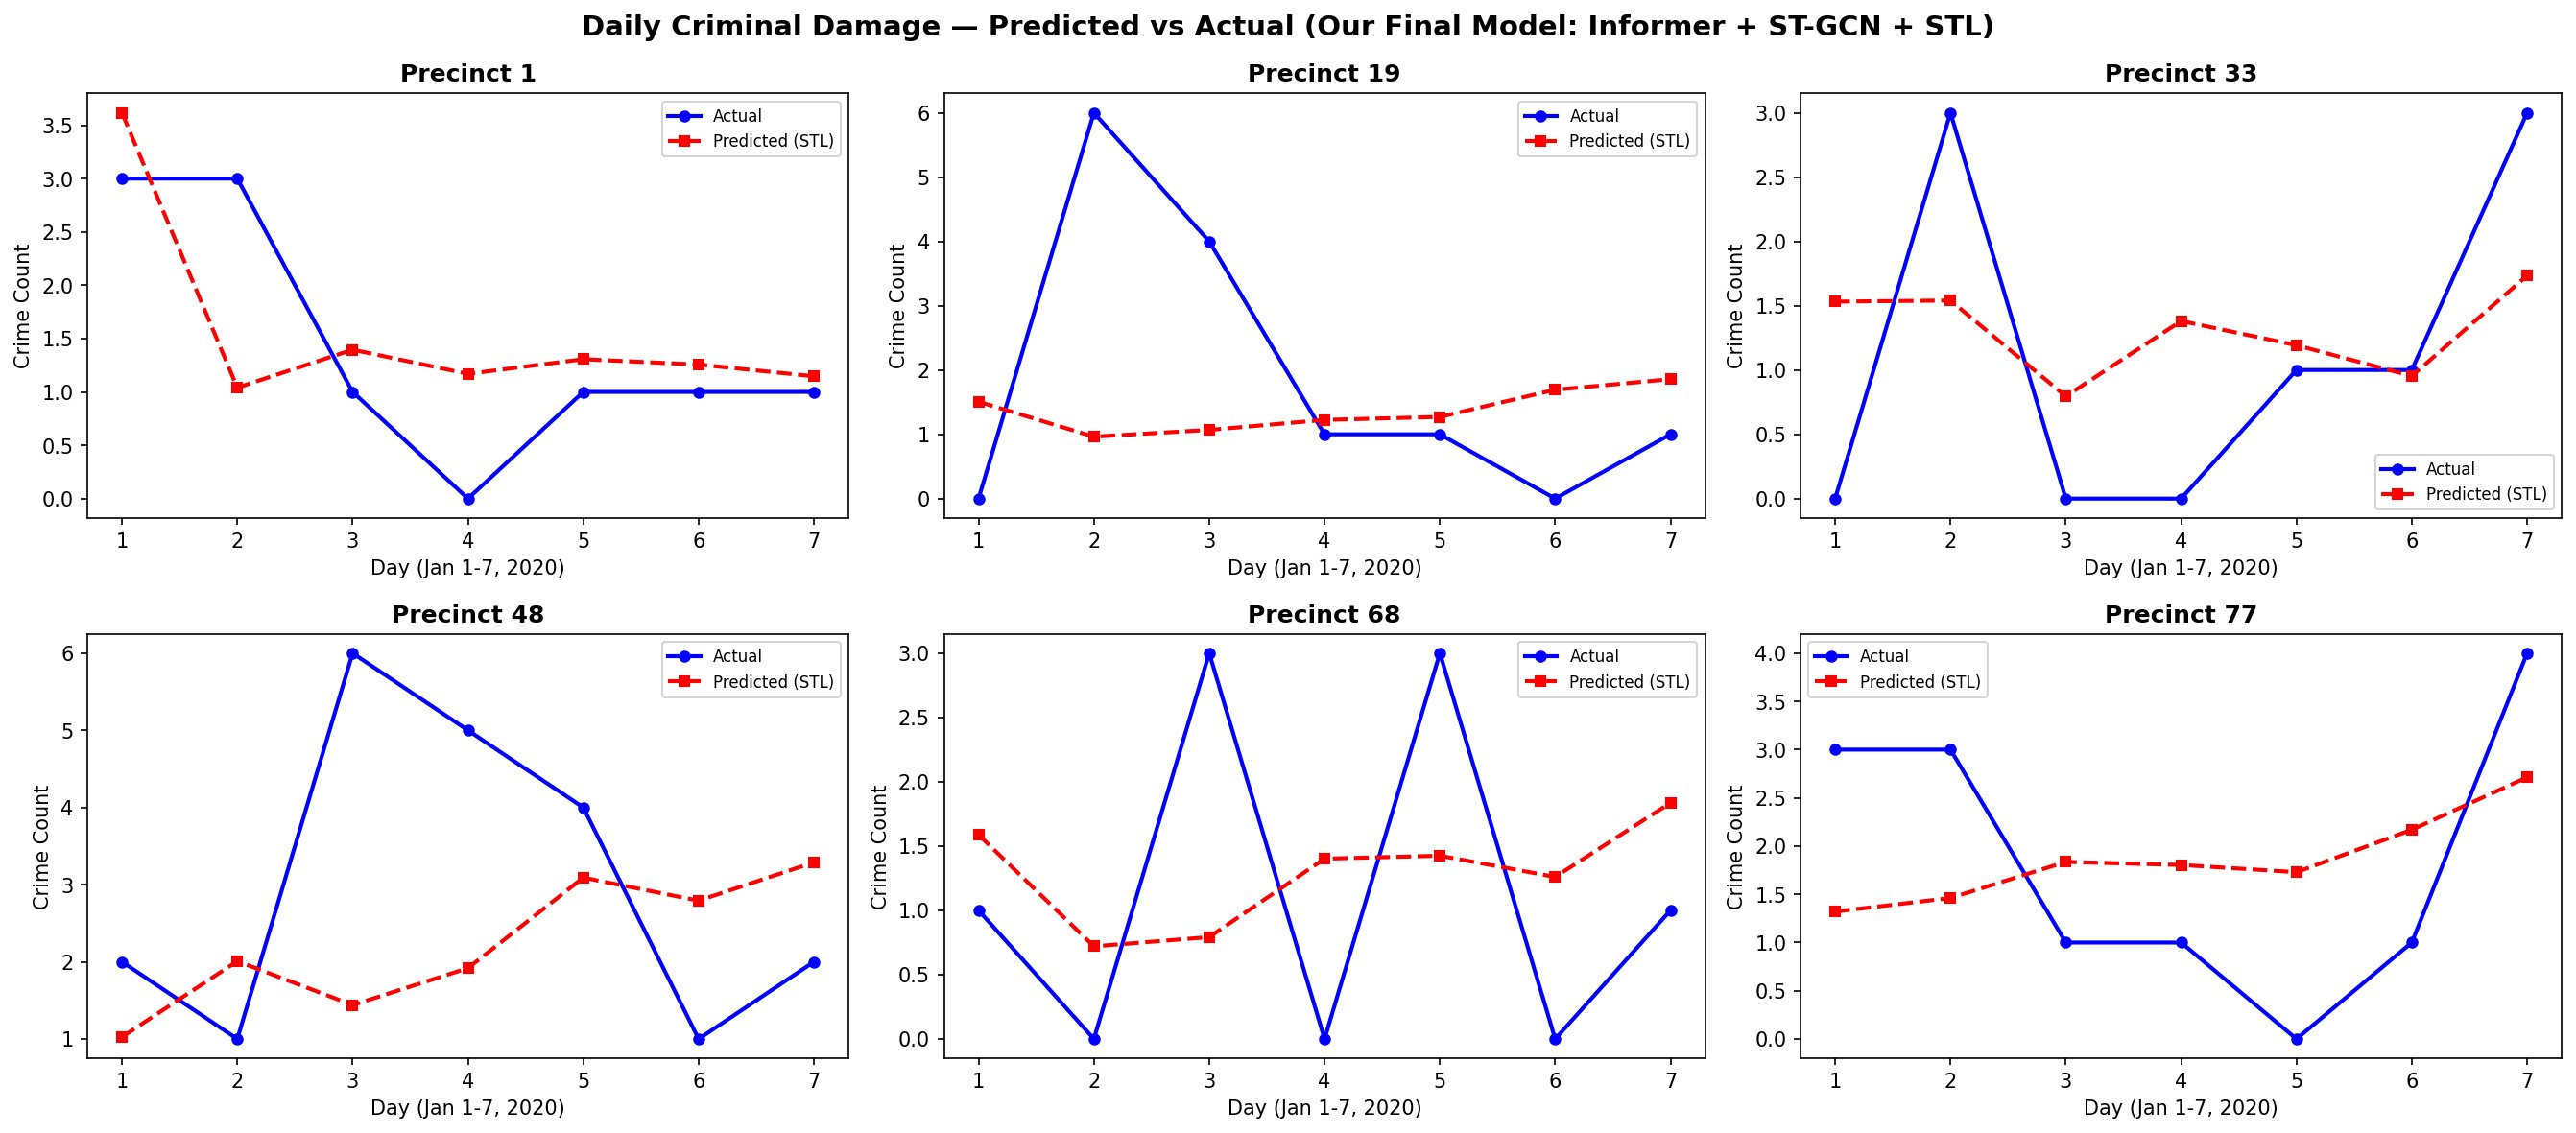 Daily Criminal Damage — Predicted vs Actual (Our Final Model: Informer + ST-GCN + STL)
Precinct 1
Crime Count
3.5
3.0
2.5
2.0
1.5
1.0
0.5
0.0
Actual
Predicted (STL)
1 2 3 4 5 6 7
Day (Jan 1-7, 2020)
Precinct 19
Crime Count
6
5
4
3
2
1
0
Actual
Predicted (STL)
1 2 3 4 5 6 7
Day (Jan 1-7, 2020)
Precinct 33
Crime Count
3.0
2.5
2.0
1.5
1.0
0.5
0.0
Actual
Predicted (STL)
1 2 3 4 5 6 7
Day (Jan 1-7, 2020)
Precinct 48
Crime Count
6
5
4
3
2
1
Actual
Predicted (STL)
1 2 3 4 5 6 7
Day (Jan 1-7, 2020)
Precinct 68
Crime Count
3.0
2.5
2.0
1.5
1.0
0.5
0.0
Actual
Predicted (STL)
1 2 3 4 5 6 7
Day (Jan 1-7, 2020)
Precinct 77
Crime Count
4.0
3.5
3.0
2.5
2.0
1.5
1.0
0.5
0.0
Actual
Predicted (STL)
1 2 3 4 5 6 7
Day (Jan 1-7, 2020)